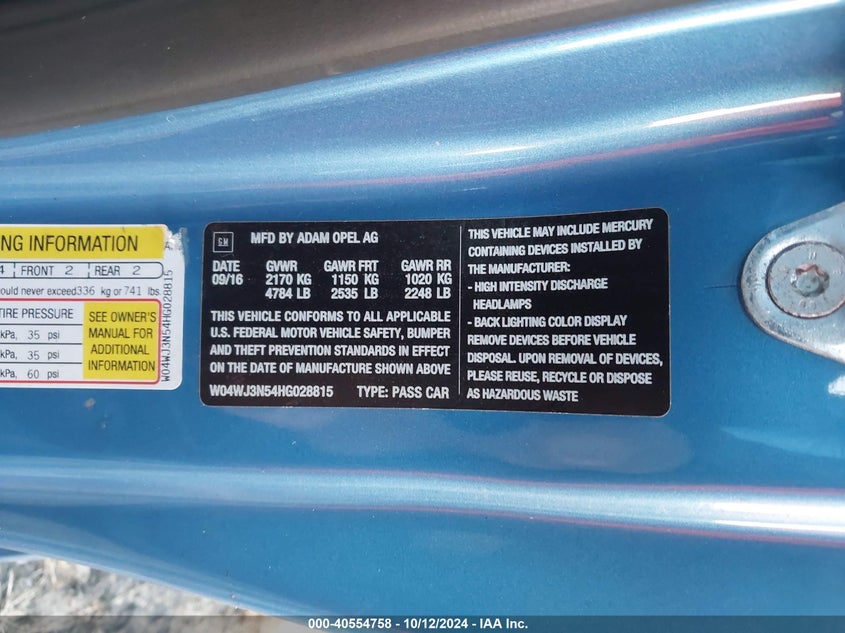 NG INFORMATION
4 FRONT 2 REAR 2
ould never exceed 336 kg or 741 lbs.
TIRE PRESSURE
kPa, 35 psi
kPa, 35 psi
kPa, 60 psi
SEE OWNER'S
MANUAL FOR
ADDITIONAL
INFORMATION
W04WJ3N54HG028815
GM
MFD BY ADAM OPEL AG
DATE GVWR GAWR FRT GAWR RR
09/16 2170 KG 1150 KG 1020 KG
4784 LB 2535 LB 2248 LB
THIS VEHICLE CONFORMS TO ALL APPLICABLE
U.S. FEDERAL MOTOR VEHICLE SAFETY, BUMPER
AND THEFT PREVENTION STANDARDS IN EFFECT
ON THE DATE OF MANUFACTURE SHOWN ABOVE
W04WJ3N54HG028815 TYPE: PASS CAR
THIS VEHICLE MAY INCLUDE MERCURY
CONTAINING DEVICES INSTALLED BY
THE MANUFACTURER:
- HIGH INTENSITY DISCHARGE
HEADLAMPS
- BACK LIGHTING COLOR DISPLAY
REMOVE DEVICES BEFORE VEHICLE
DISPOSAL. UPON REMOVAL OF DEVICES,
PLEASE REUSE, RECYCLE OR DISPOSE
AS HAZARDOUS WASTE
000-40554758 - 10/12/2024 - IAA Inc.